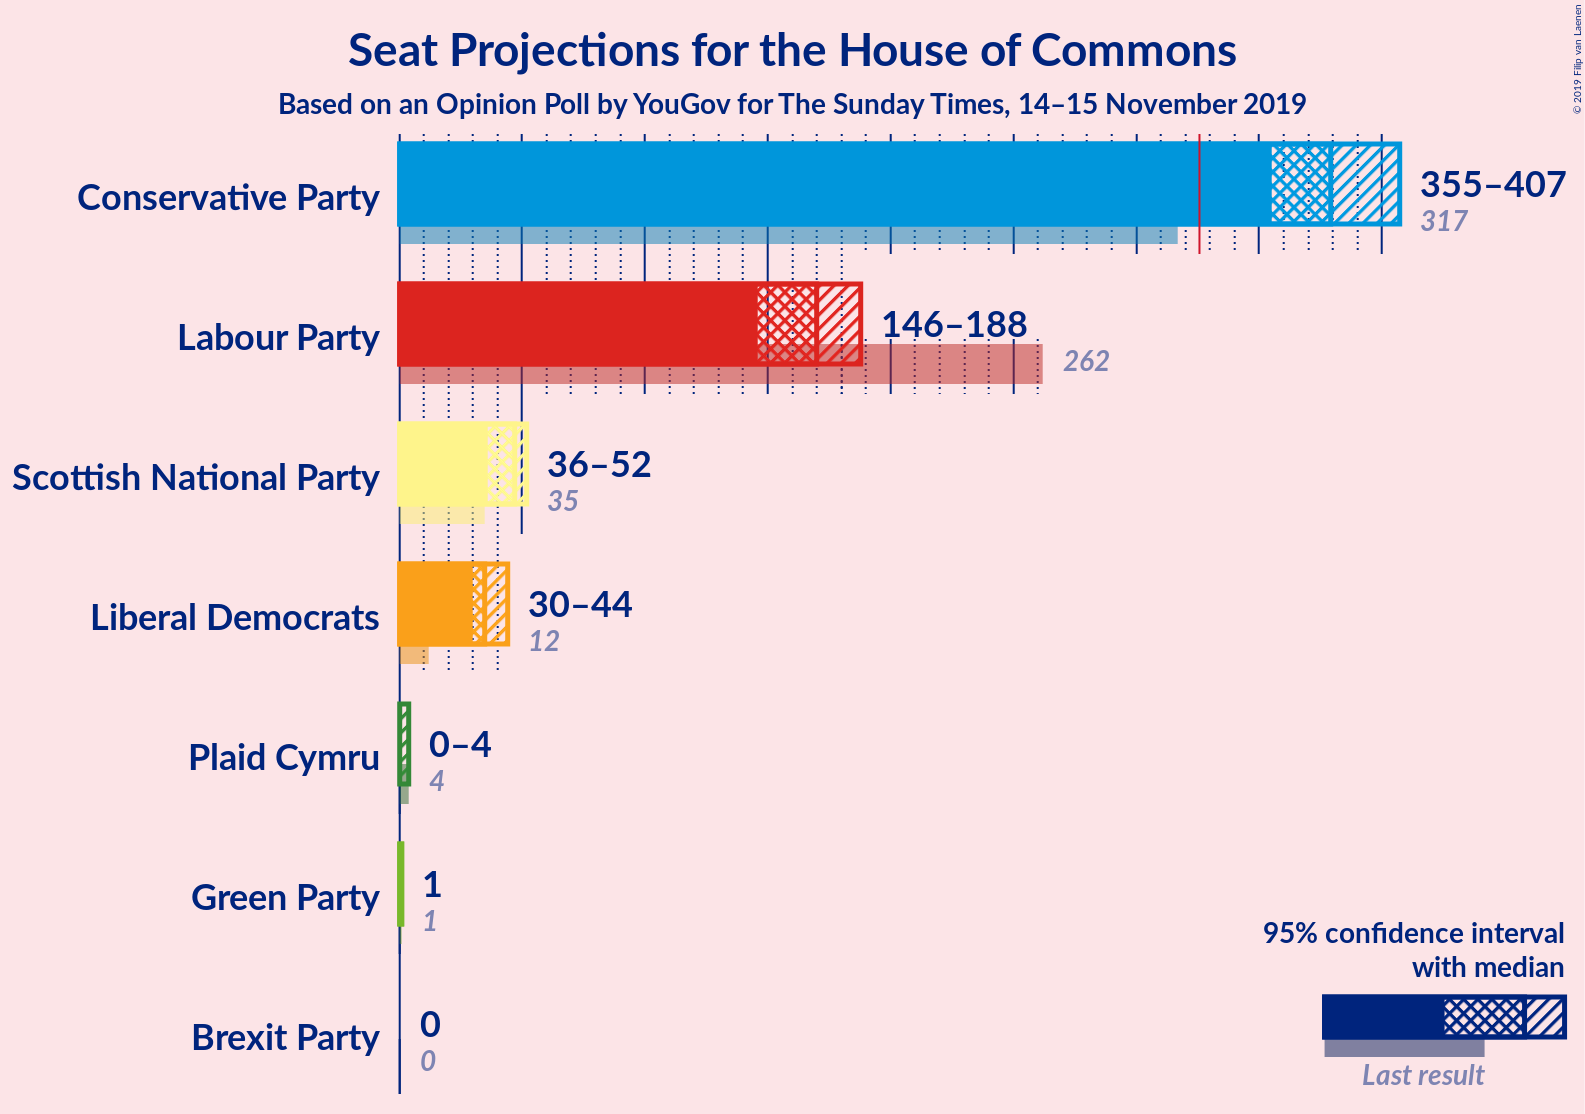 Seat Projections for the House of Commons
Based on an Opinion Poll by YouGov for The Sunday Times, 14–15 November 2019
© 2019 Filip van Laenen
Conservative Party
355–407
317
Labour Party
146–188
262
Scottish National Party
36–52
35
Liberal Democrats
30–44
12
Plaid Cymru
0–4
4
Green Party
1
1
Brexit Party
0
0
95% confidence interval
with median
Last result